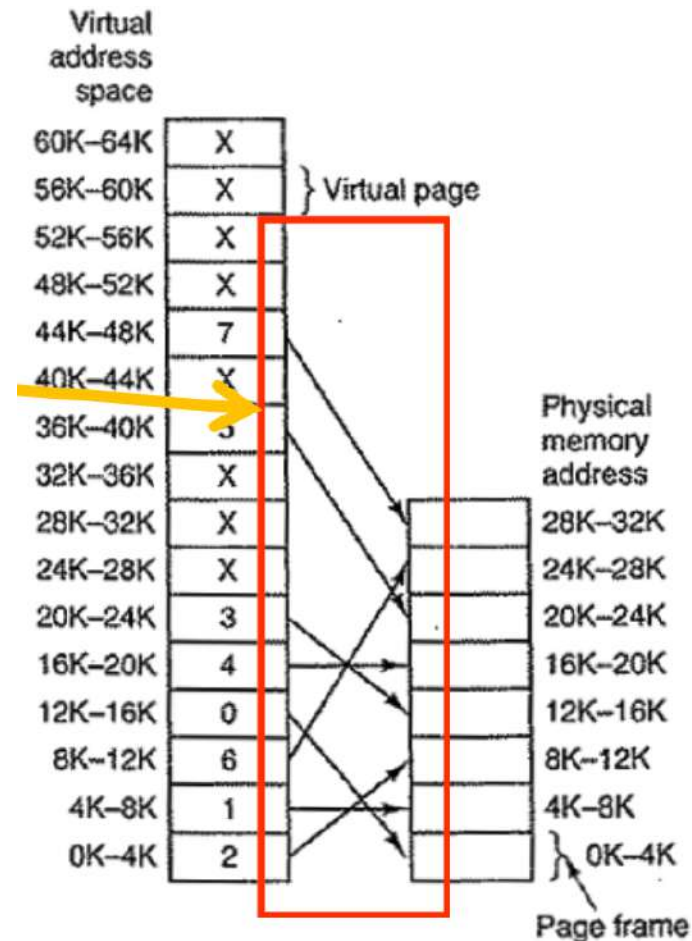 Virtual
address
space
60K–64K X
56K–60K X } Virtual page
52K–56K X
48K–52K X
44K–48K 7
40K–44K X
36K–40K 5
32K–36K X
28K–32K X
24K–28K X
20K–24K 3
16K–20K 4
12K–16K 0
8K–12K 6
4K–8K 1
0K–4K 2
Physical
memory
address
28K–32K
24K–28K
20K–24K
16K–20K
12K–16K
8K–12K
4K–8K
0K–4K
Page frame